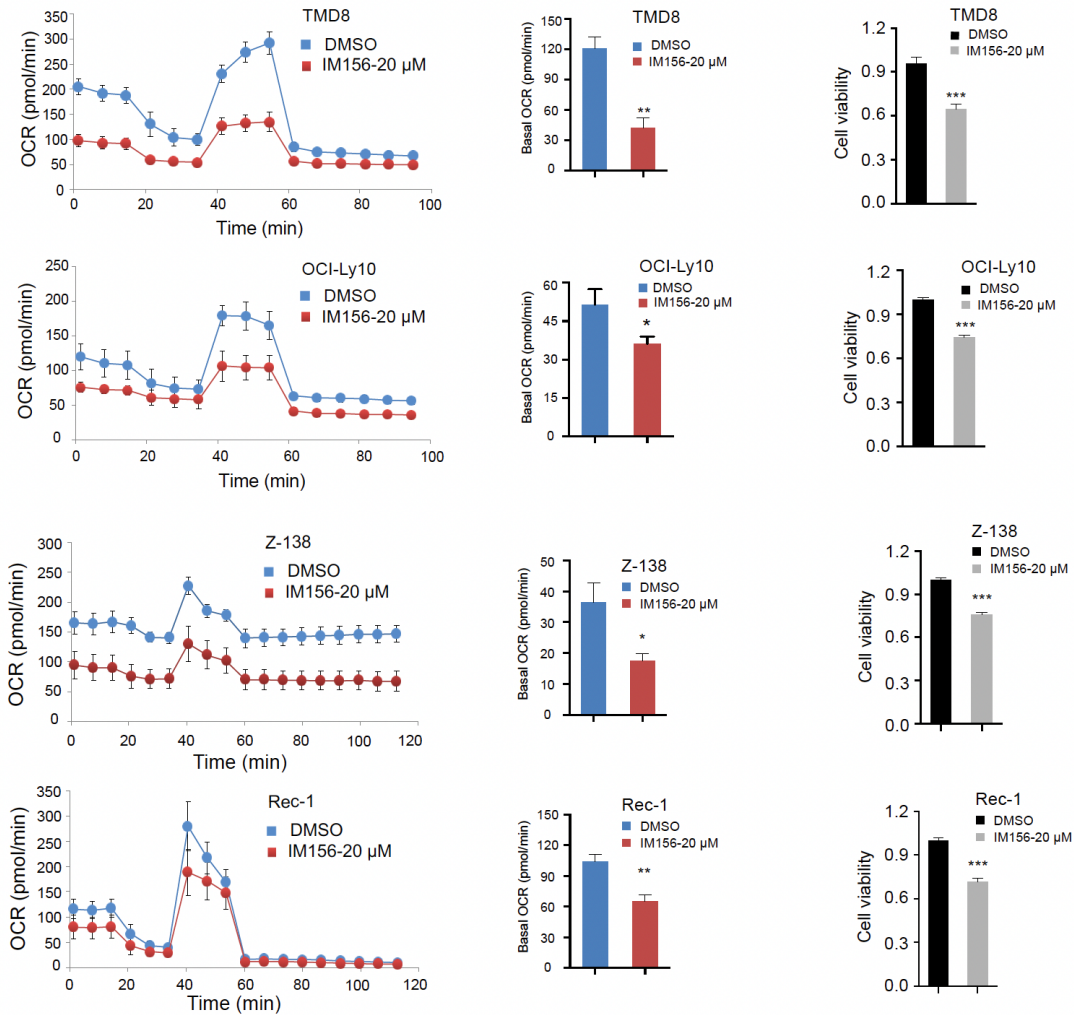 TMD8
DMSO
IM156-20 µM
OCR (pmol/min)
350
300
250
200
150
100
50
0
0 20 40 60 80 100
Time (min)
TMD8
DMSO
IM156-20 µM
Basal OCR (pmol/min)
150
120
90
60
30
0
**
TMD8
DMSO
IM156-20 µM
Cell viability
1.2
0.9
0.6
0.3
0.0
***
OCI-Ly10
DMSO
IM156-20 µM
OCR (pmol/min)
250
200
150
100
50
0
0 20 40 60 80 100
Time (min)
OCI-Ly10
DMSO
IM156-20 µM
Basal OCR (pmol/min)
60
45
30
15
0
*
OCI-Ly10
DMSO
IM156-20 µM
Cell viability
1.2
0.9
0.6
0.3
0.0
***
Z-138
DMSO
IM156-20 µM
OCR (pmol/min)
300
250
200
150
100
50
0
0 20 40 60 80 100 120
Time (min)
Z-138
DMSO
IM156-20 µM
Basal OCR (pmol/min)
50
40
30
20
10
0
*
Z-138
DMSO
IM156-20 µM
Cell viability
1.2
0.9
0.6
0.3
0.0
***
Rec-1
DMSO
IM156-20 µM
OCR (pmol/min)
350
300
250
200
150
100
50
0
0 20 40 60 80 100 120
Time (min)
Rec-1
DMSO
IM156-20 µM
Basal OCR (pmol/min)
150
120
90
60
30
0
**
Rec-1
DMSO
IM156-20 µM
Cell viability
1.2
0.9
0.6
0.3
0.0
***